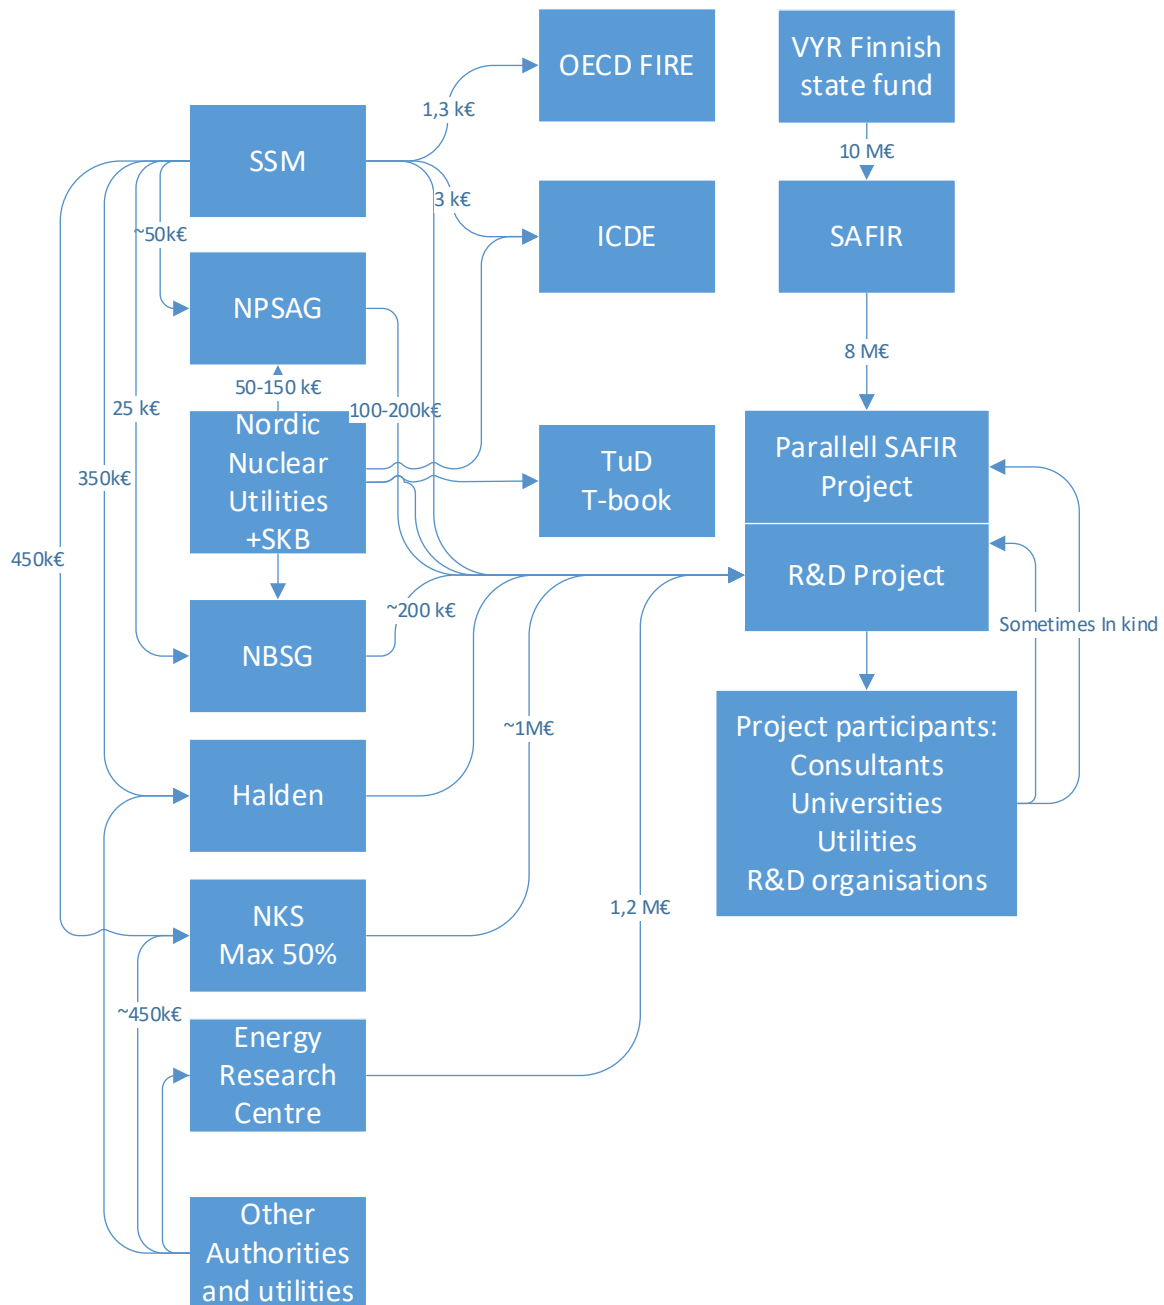 OECD FIRE
VYR Finnish
state fund
1,3 k€
SSM
10 M€
3 k€
~50k€
ICDE
SAFIR
NPSAG
8 M€
50-150 k€
25 k€
100-200k€
Nordic
Nuclear
Utilities
+SKB
TuD
T-book
Parallell SAFIR
Project
350k€
450k€
R&D Project
~200 k€
Sometimes In kind
NBSG
~1M€
Project participants:
Consultants
Universities
Utilities
R&D organisations
Halden
1,2 M€
NKS
Max 50%
~450k€
Energy
Research
Centre
Other
Authorities
and utilities